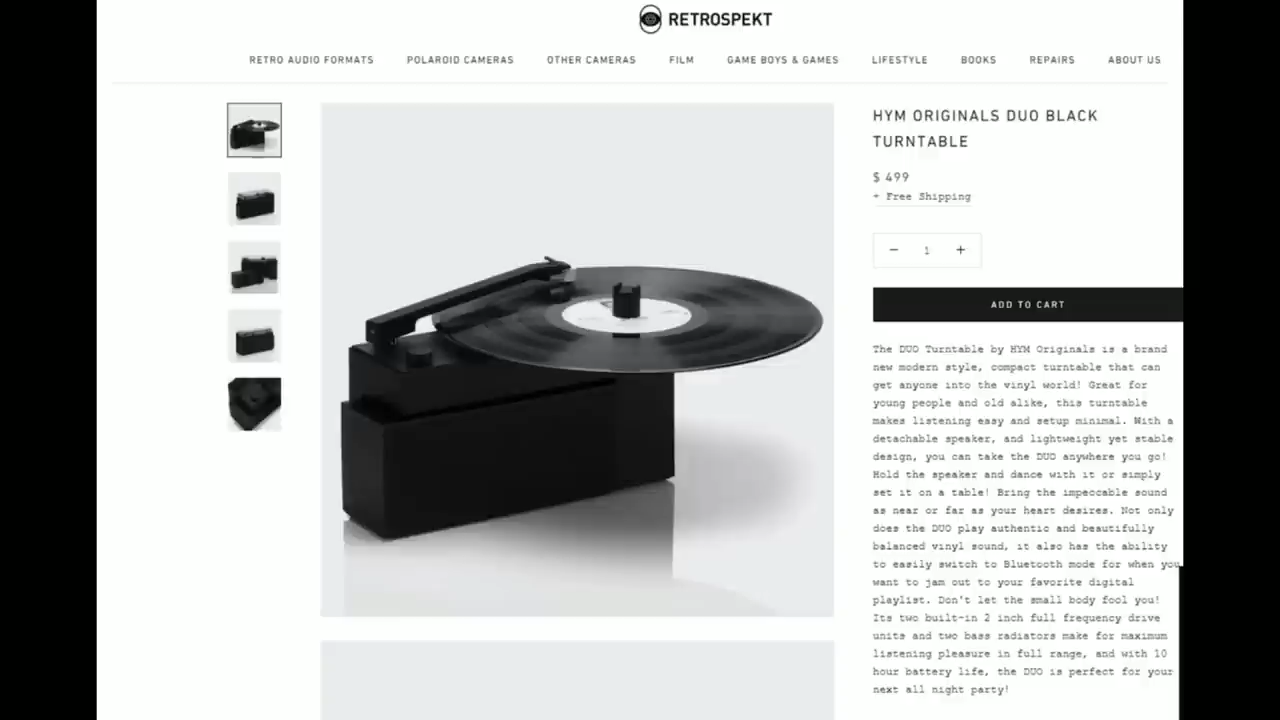 RETROSPEKT
RETRO AUDIO FORMATS POLAROID CAMERAS OTHER CAMERAS FILM GAME BOYS & GAMES LIFESTYLE BOOKS REPAIRS ABOUT US
HYM ORIGINALS DUO BLACK
TURNTABLE
$ 499
+ Free Shipping
− 1 +
ADD TO CART
The DUO Turntable by HYM Originals is a brand
new modern style, compact turntable that can
get anyone into the vinyl world! Great for
young people and old alike, this turntable
makes listening easy and setup minimal. With a
detachable speaker, and lightweight yet stable
design, you can take the DUO anywhere you go!
Hold the speaker and dance with it or simply
set it on a table! Bring the impeccable sound
as near or far as your heart desires. Not only
does the DUO play authentic and beautifully
balanced vinyl sound, it also has the ability
to easily switch to Bluetooth mode for when you
want to jam out to your favorite digital
playlist. Don't let the small body fool you!
Its two built-in 2 inch full frequency drive
units and two bass radiators make for maximum
listening pleasure in full range, and with 10
hour battery life, the DUO is perfect for your
next all night party!